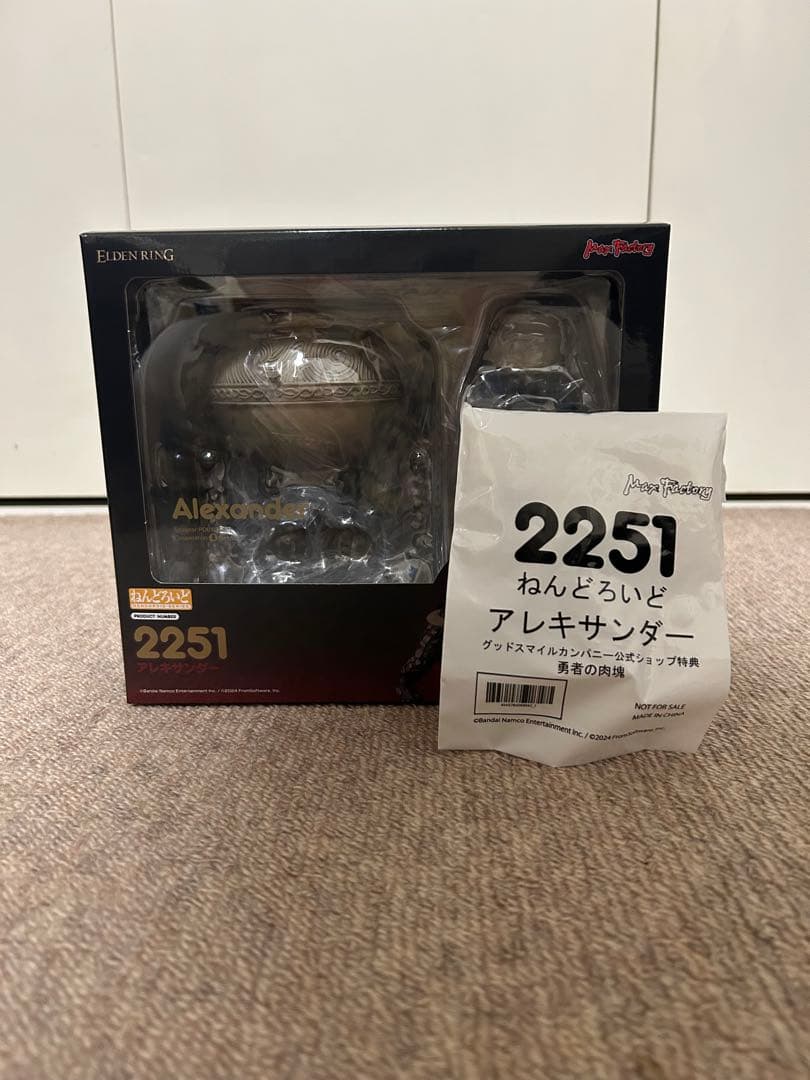 ELDEN RING
Max Factory
Alexander
ねんどろいど
PRODUCT NUMBER
2251
アレキサンダー
©Bandai Namco Entertainment Inc. / ©2024 FromSoftware, Inc.
Max Factory
2251
ねんどろいど
アレキサンダー
グッドスマイルカンパニー公式ショップ特典
勇者の肉塊
NOT FOR SALE
MADE IN CHINA
©Bandai Namco Entertainment Inc. / ©2024 FromSoftware, Inc.